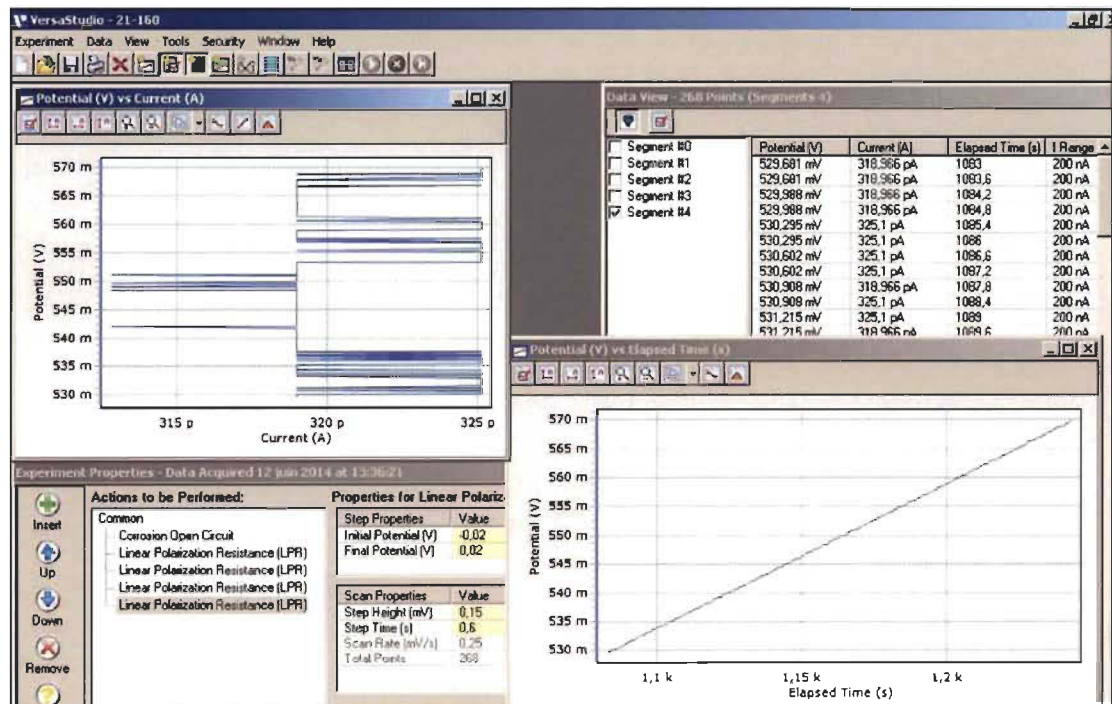 VersaStudio - 21-160
Experiment Data View Tools Security Window Help
Potential (V) vs Current (A)
570 m
565 m
560 m
555 m
550 m
545 m
540 m
535 m
530 m
Potential (V)
315 p 320 p 325 p
Current (A)
Data View - 268 Points (Segments 4)
Segment #0
Segment #1
Segment #2
Segment #3
Segment #4
Potential (V) Current (A) Elapsed Time (s) I Range
529,681 mV 318,966 pA 1083 200 nA
529,681 mV 318,966 pA 1083,6 200 nA
529,988 mV 318,966 pA 1084,2 200 nA
529,988 mV 318,966 pA 1084,8 200 nA
530,295 mV 325,1 pA 1085,4 200 nA
530,295 mV 325,1 pA 1086 200 nA
530,602 mV 325,1 pA 1086,6 200 nA
530,602 mV 325,1 pA 1087,2 200 nA
530,908 mV 318,966 pA 1087,8 200 nA
530,908 mV 325,1 pA 1088,4 200 nA
531,215 mV 325,1 pA 1089 200 nA
531,215 mV 318,966 pA 1089,6 200 nA
Potential (V) vs Elapsed Time (s)
570 m
565 m
560 m
555 m
550 m
545 m
540 m
535 m
530 m
Potential (V)
1,1 k 1,15 k 1,2 k
Elapsed Time (s)
Experiment Properties - Data Acquired 12 juin 2014 at 13:36:21
Insert
Up
Down
Remove
Actions to be Performed:
Common
Corrosion Open Circuit
Linear Polarization Resistance (LPR)
Linear Polarization Resistance (LPR)
Linear Polarization Resistance (LPR)
Linear Polarization Resistance (LPR)
Properties for Linear Polariz
Step Properties Value
Initial Potential (V) -0,02
Final Potential (V) 0,02
Scan Properties Value
Step Height (mV) 0,15
Step Time (s) 0,6
Scan Rate (mV/s) 0,25
Total Points 268